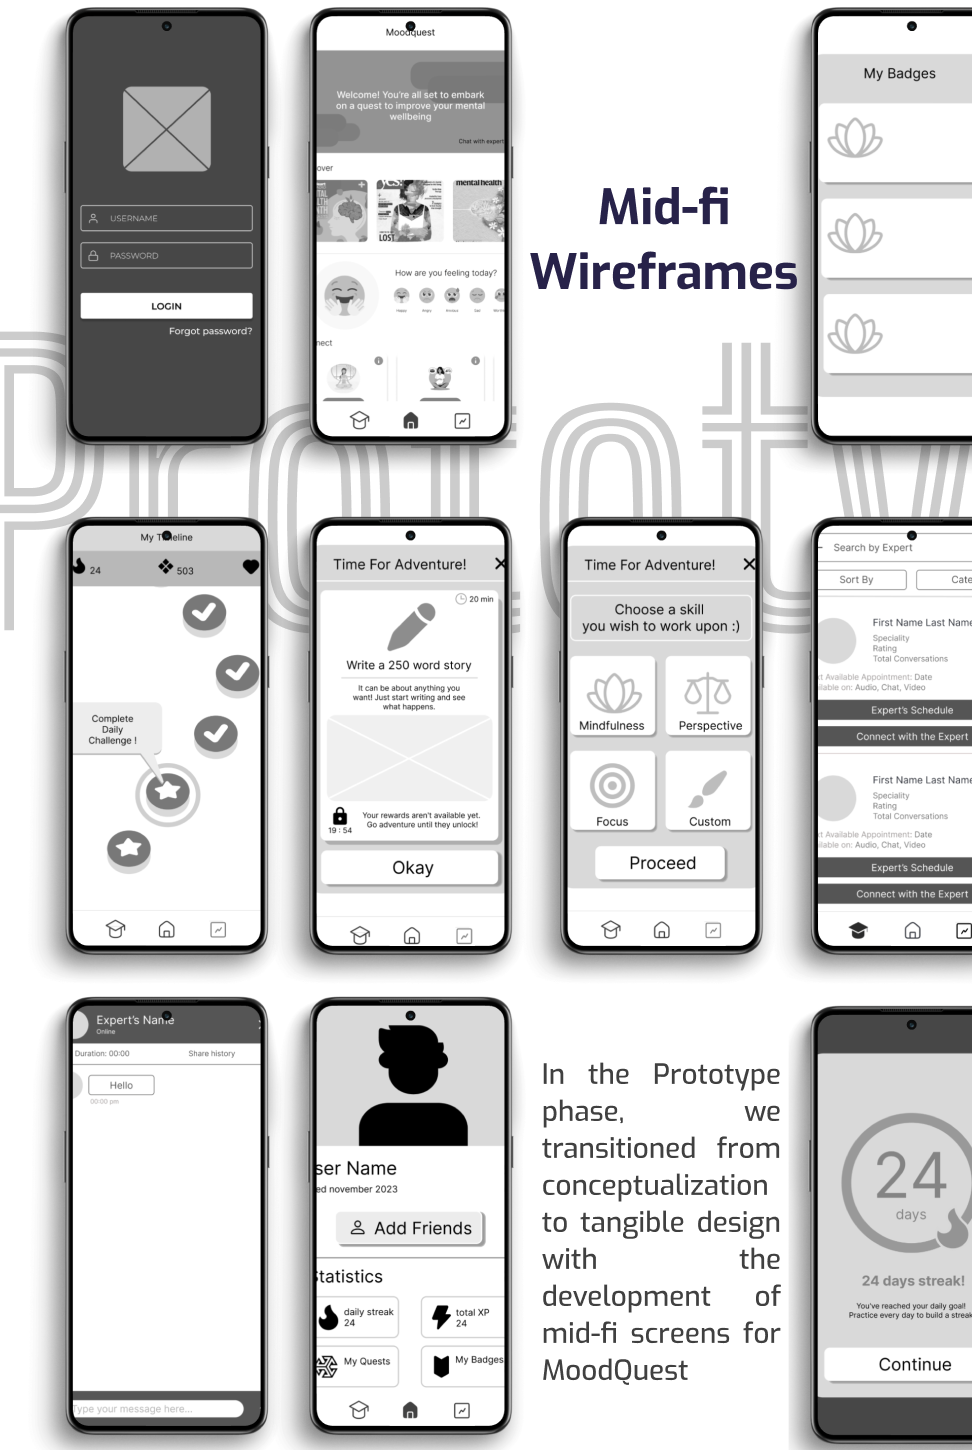 USERNAME
PASSWORD
LOGIN
Forgot password?
Moodquest
Welcome! You're all set to embark
on a quest to improve your mental
wellbeing
Chat with expert
over
mental health
LOST
How are you feeling today?
Happy Angry Anxious Sad
nect
Mid-fi
Wireframes
My Badges
Protot
My Timeline
24
503
Complete
Daily
Challenge !
Time For Adventure!
20 min
Write a 250 word story
It can be about anything you
want! Just start writing and see
what happens.
19 : 54
Your rewards aren't available yet.
Go adventure until they unlock!
Okay
Time For Adventure!
Choose a skill
you wish to work upon :)
Mindfulness
Perspective
Focus
Custom
Proceed
Search by Expert
Sort By
Cate
First Name Last Name
Speciality
Rating
Total Conversations
xt Available Appointment: Date
ilable on: Audio, Chat, Video
Expert's Schedule
Connect with the Expert
First Name Last Name
Speciality
Rating
Total Conversations
xt Available Appointment: Date
ilable on: Audio, Chat, Video
Expert's Schedule
Connect with the Expert
Expert's Name
Online
Duration: 00:00
Share history
Hello
00:00 pm
Type your message here...
ser Name
ed november 2023
Add Friends
Statistics
daily streak
24
total XP
24
My Quests
My Badges
In the Prototype
phase, we
transitioned from
conceptualization
to tangible design
with the
development of
mid-fi screens for
MoodQuest
24
days
24 days streak!
You've reached your daily goal!
Practice every day to build a streak
Continue